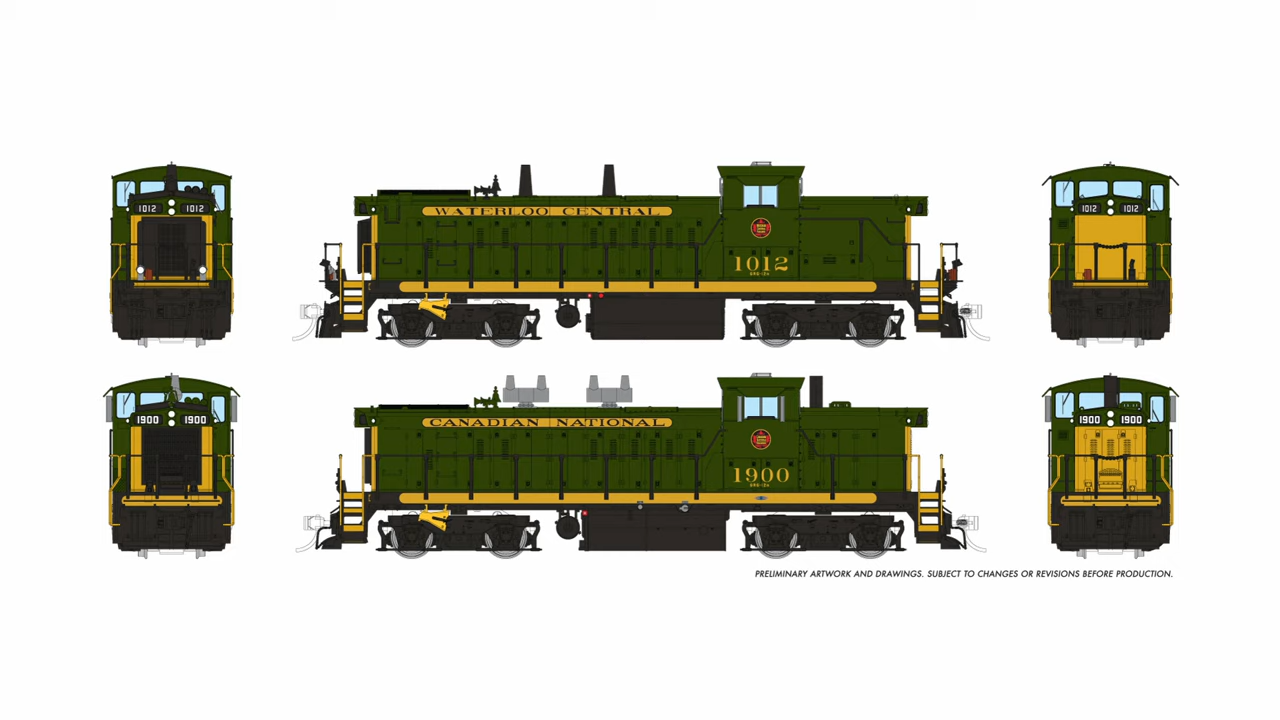 1012 1012
WATERLOO CENTRAL
1012
1012 1012
1900 1900
CANADIAN NATIONAL
1900
1900 1900
PRELIMINARY ARTWORK AND DRAWINGS. SUBJECT TO CHANGES OR REVISIONS BEFORE PRODUCTION.